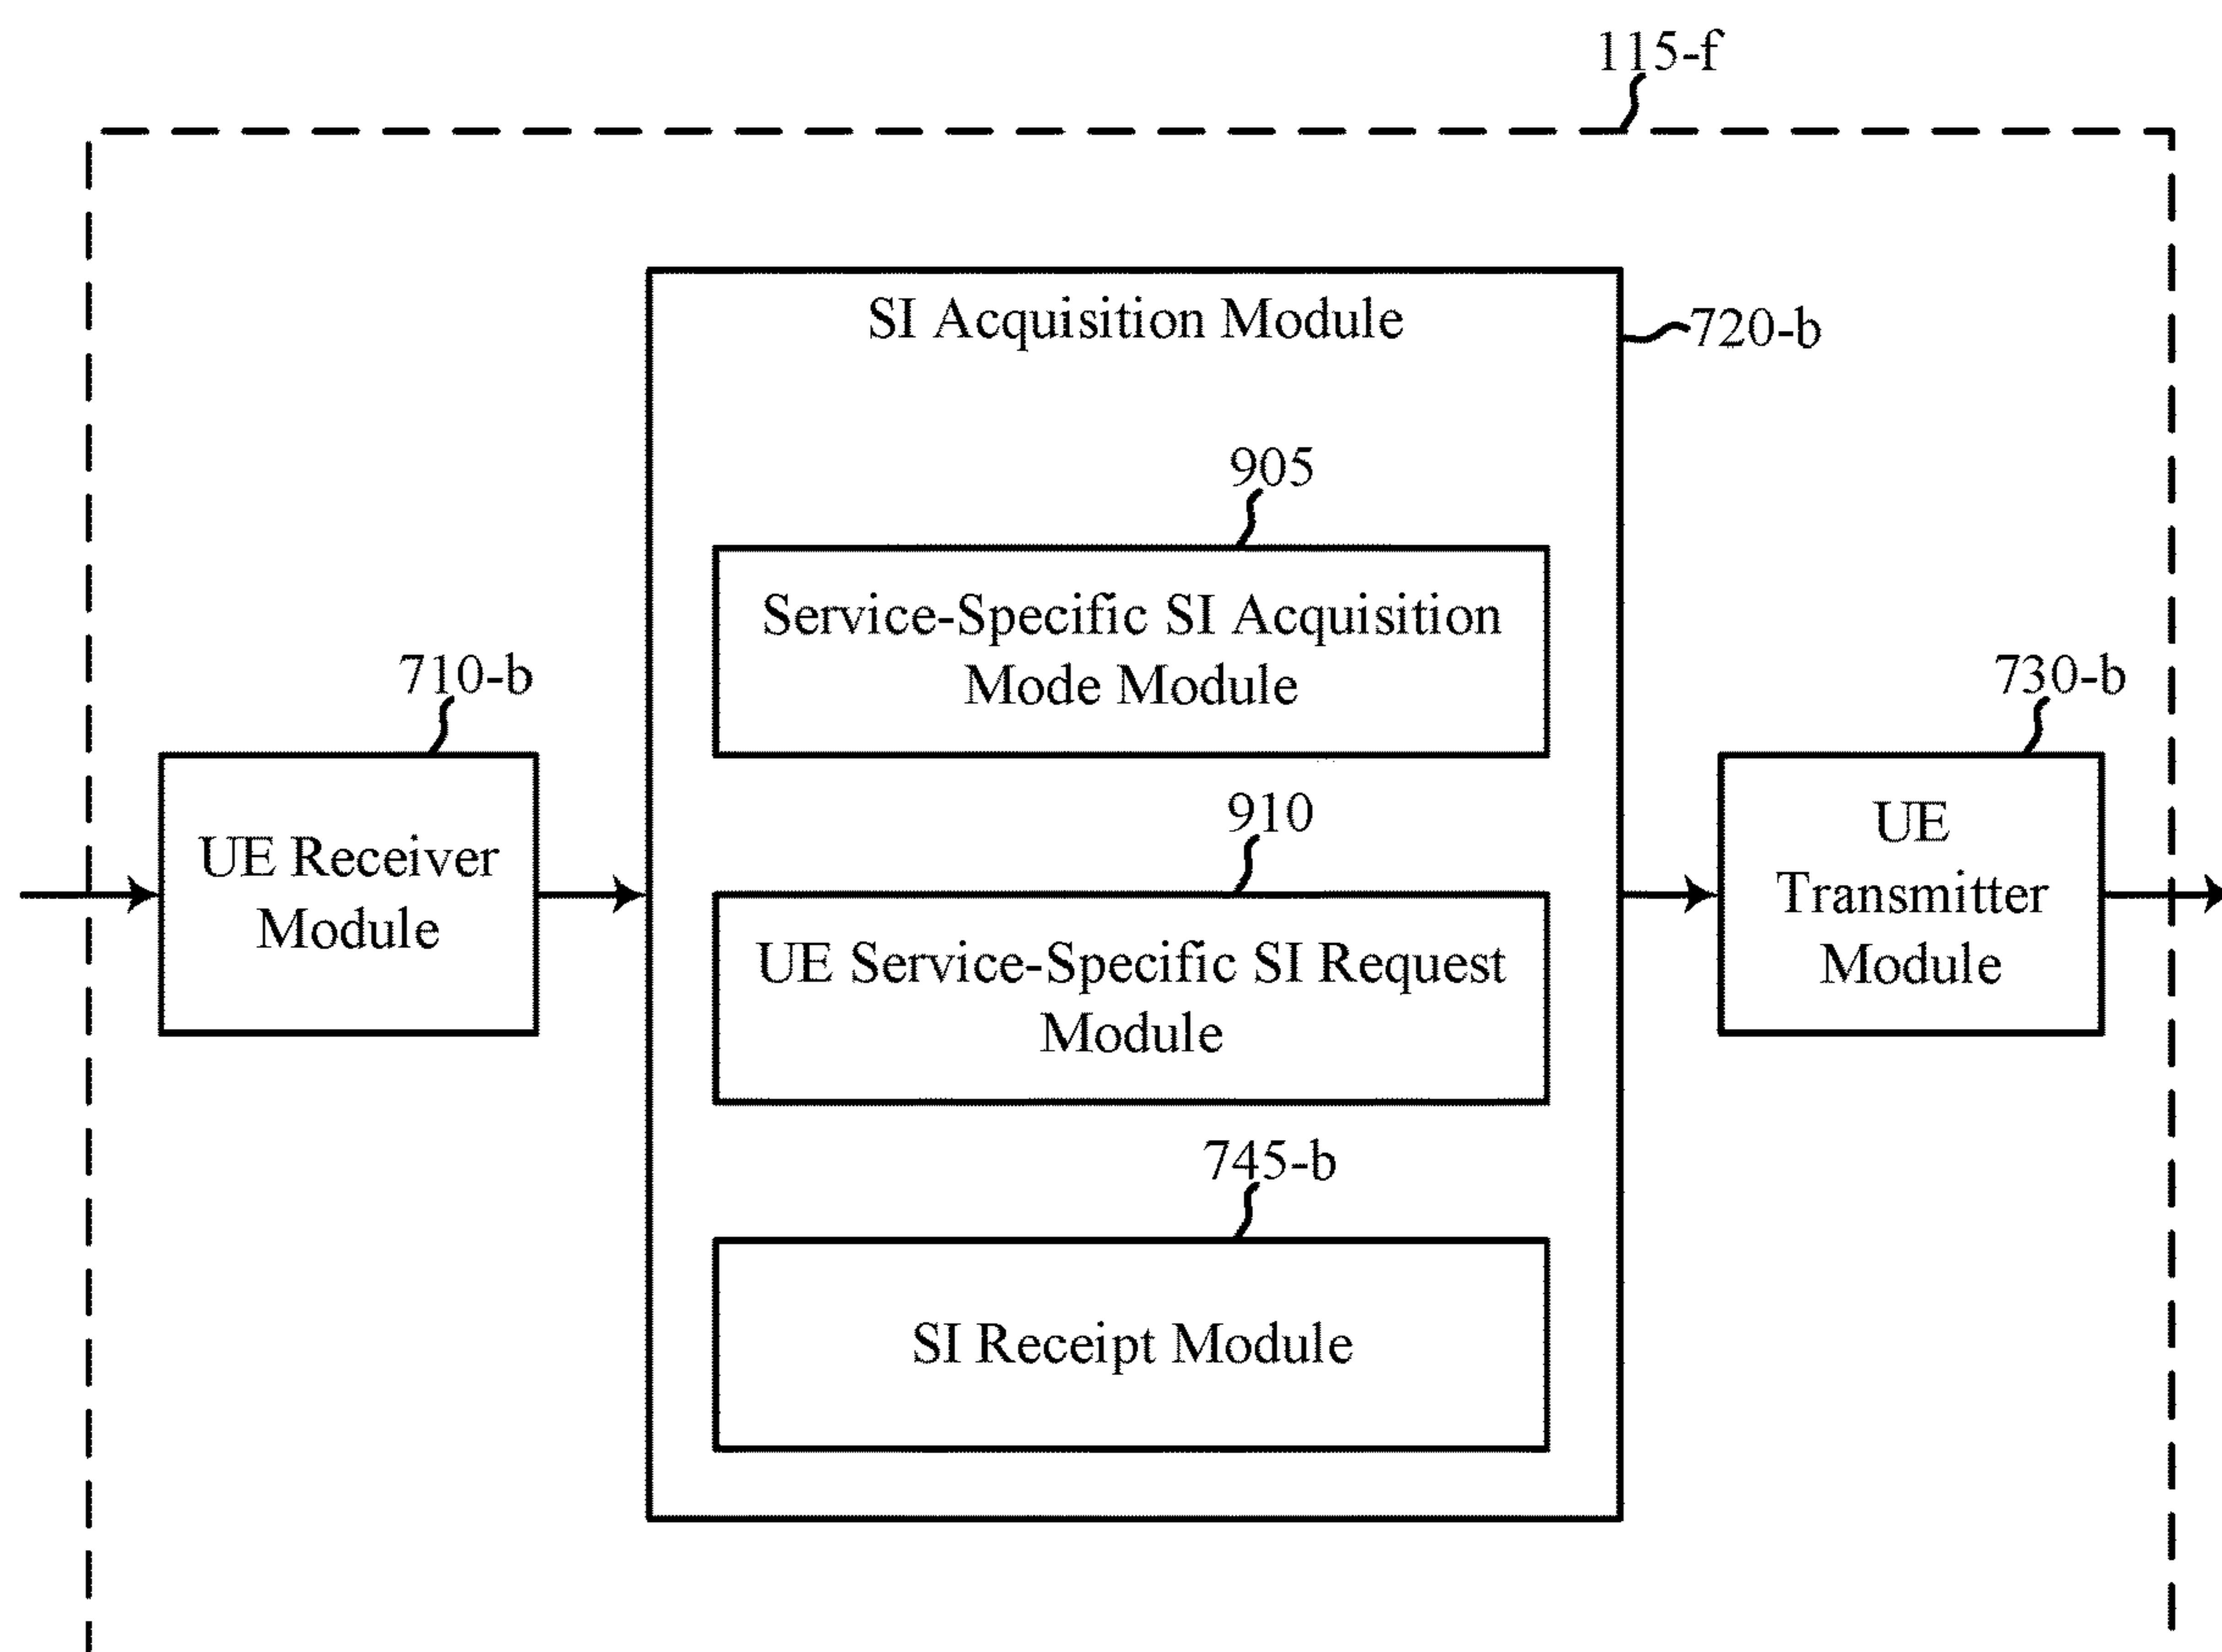 115-f
SI Acquisition Module
720-b
905
Service-Specific SI Acquisition
Mode Module
710-b
UE Receiver
Module
910
UE Service-Specific SI Request
Module
730-b
UE
Transmitter
Module
745-b
SI Receipt Module